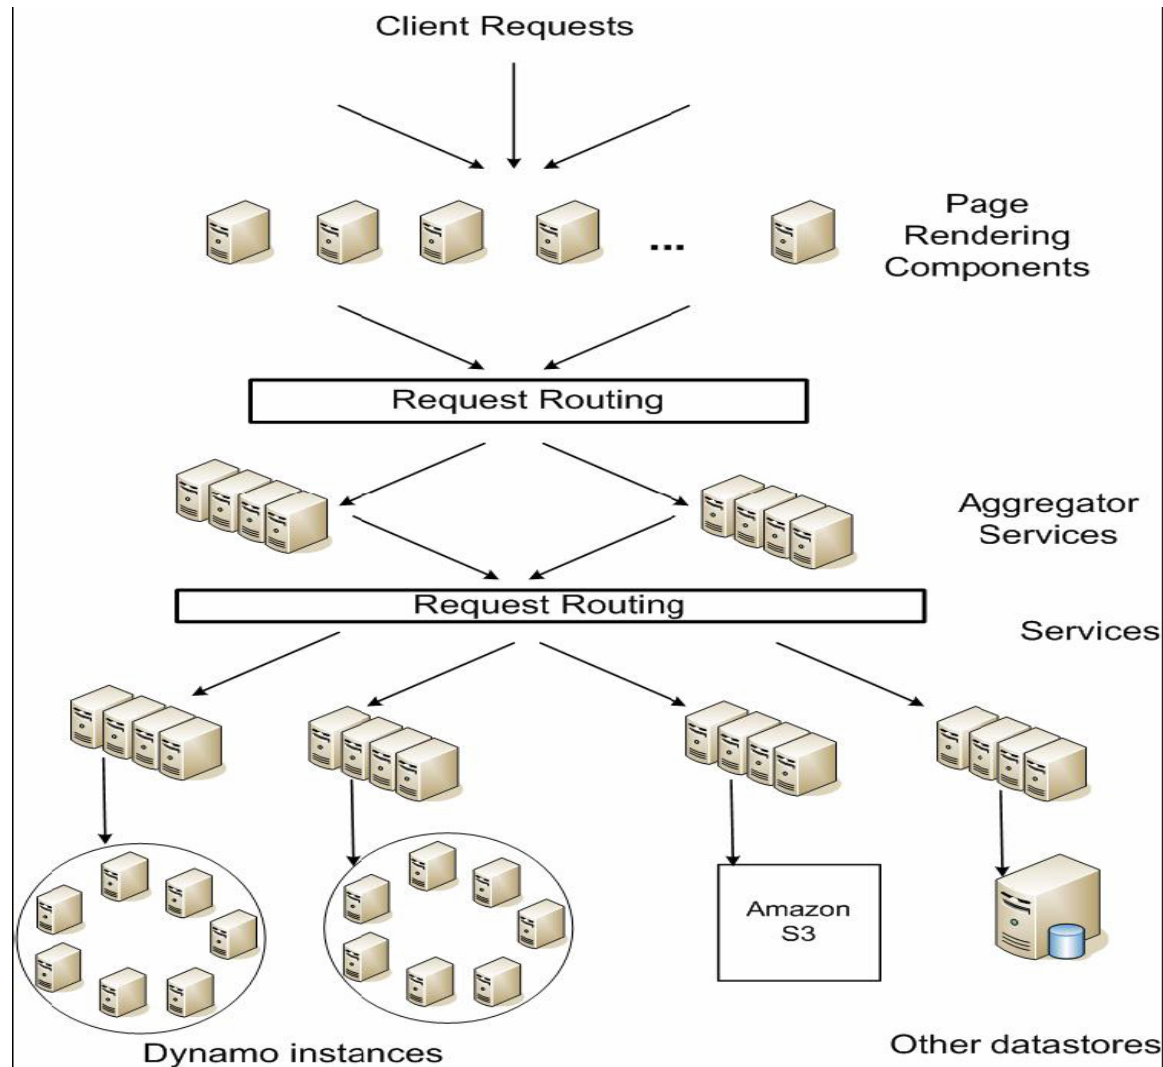 Client Requests
Page
Rendering
Components
...
Request Routing
Aggregator
Services
Request Routing
Services
Amazon
S3
Dynamo instances
Other datastores